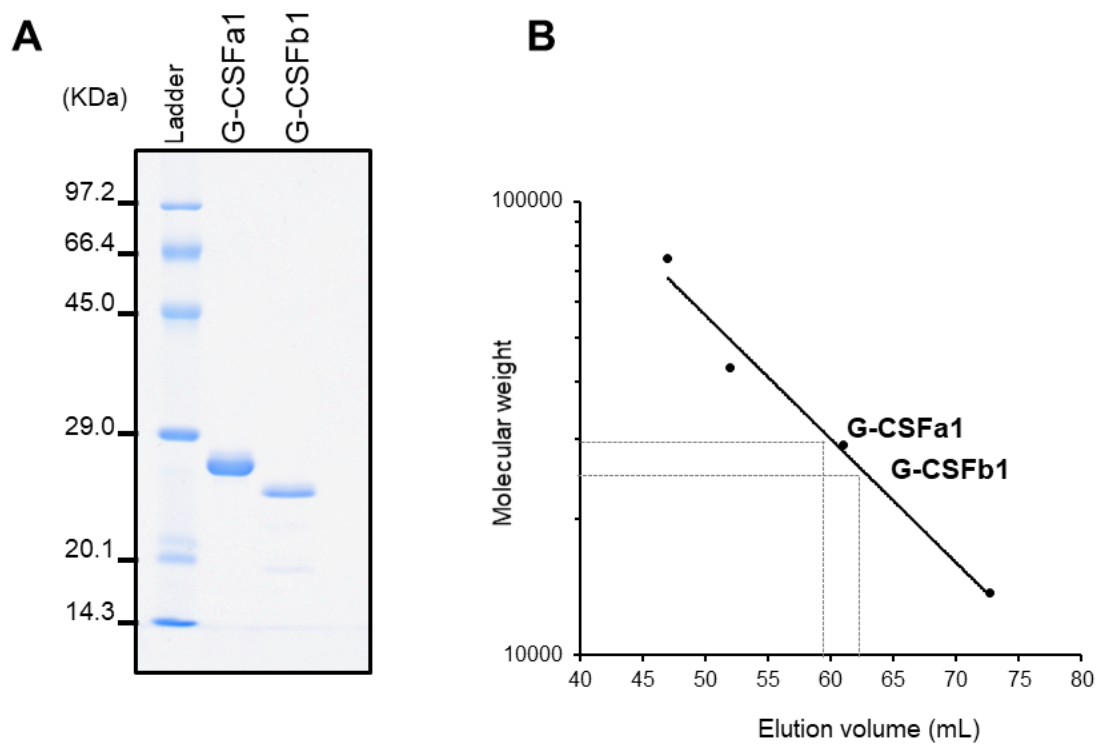 A
(KDa)
Ladder
G-CSFa1
G-CSFb1
97.2
66.4
45.0
29.0
20.1
14.3
B
100000
10000
Molecular weight
G-CSFa1
G-CSFb1
40 45 50 55 60 65 70 75 80
Elution volume (mL)